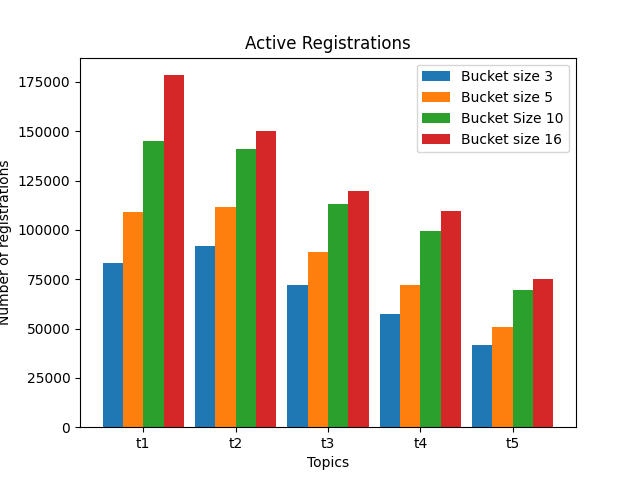 Active Registrations
Number of registrations
175000
150000
125000
100000
75000
50000
25000
0
Bucket size 3
Bucket size 5
Bucket Size 10
Bucket size 16
t1 t2 t3 t4 t5
Topics